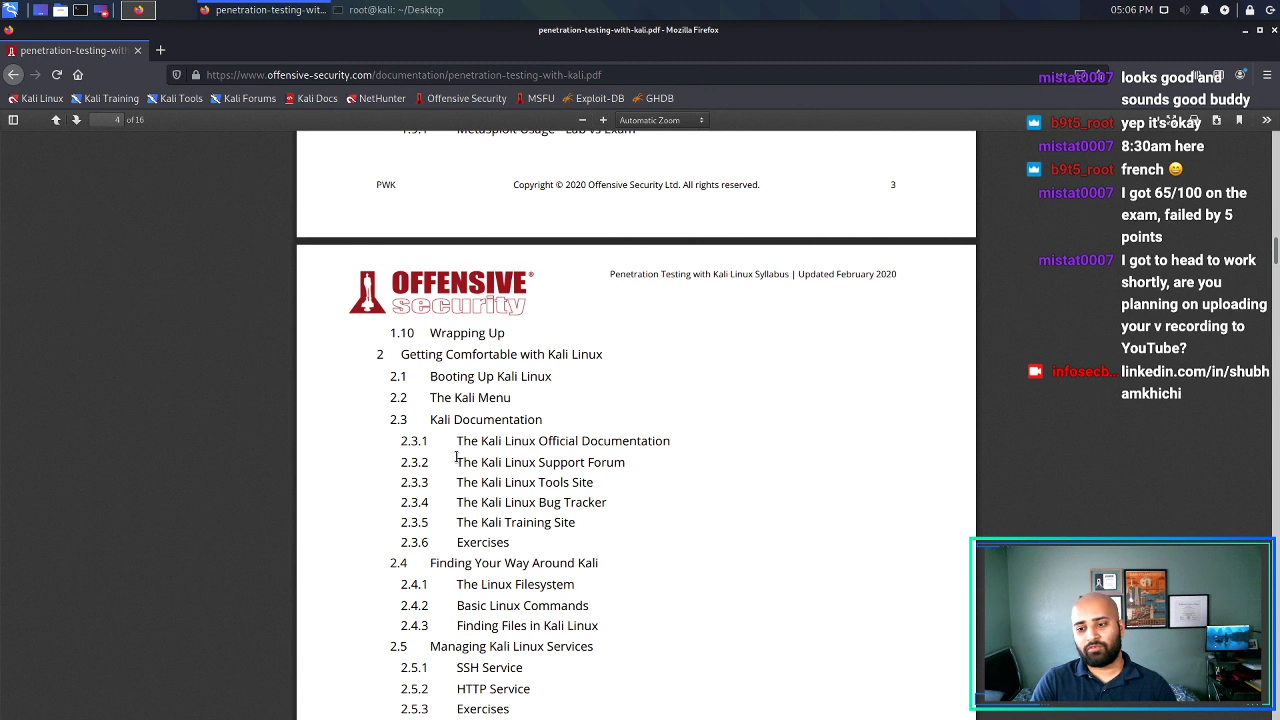 penetration-testing-wit...
root@kali: ~/Desktop
05:06 PM
penetration-testing-with-kali.pdf - Mozilla Firefox
penetration-testing-with-
https://www.offensive-security.com/documentation/penetration-testing-with-kali.pdf
Kali Linux
Kali Training
Kali Tools
Kali Forums
Kali Docs
NetHunter
Offensive Security
MSFU
Exploit-DB
GHDB
4 of 16
Automatic Zoom
1.9.1 Metasploit Usage - Lab vs Exam
PWK
Copyright © 2020 Offensive Security Ltd. All rights reserved.
3
OFFENSIVE®
security
Penetration Testing with Kali Linux Syllabus | Updated February 2020
1.10 Wrapping Up
2 Getting Comfortable with Kali Linux
2.1 Booting Up Kali Linux
2.2 The Kali Menu
2.3 Kali Documentation
2.3.1 The Kali Linux Official Documentation
2.3.2 The Kali Linux Support Forum
2.3.3 The Kali Linux Tools Site
2.3.4 The Kali Linux Bug Tracker
2.3.5 The Kali Training Site
2.3.6 Exercises
2.4 Finding Your Way Around Kali
2.4.1 The Linux Filesystem
2.4.2 Basic Linux Commands
2.4.3 Finding Files in Kali Linux
2.5 Managing Kali Linux Services
2.5.1 SSH Service
2.5.2 HTTP Service
2.5.3 Exercises
mistat0007 looks good and
sounds good buddy
b9t5_root yep it's okay
mistat0007 8:30am here
b9t5_root french 😄
mistat0007 I got 65/100 on the
exam, failed by 5
points
mistat0007 I got to head to work
shortly, are you
planning on uploading
your v recording to
YouTube?
infosecb... linkedin.com/in/shubh
amkhichi